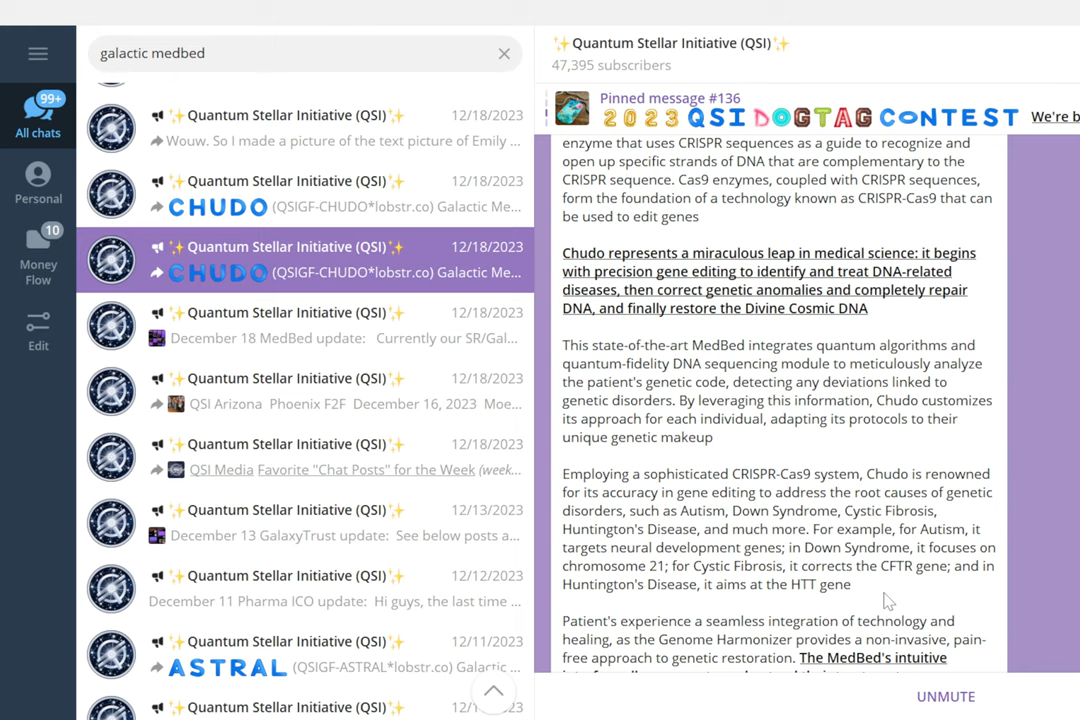 galactic medbed
99+
All chats
Personal
10
Money
Flow
Edit
✨Quantum Stellar Initiative (QSI)✨ 12/18/2023
Wouw. So I made a picture of the text picture of Emily ...
✨Quantum Stellar Initiative (QSI)✨ 12/18/2023
CHUDO (QSIGF-CHUDO*lobstr.co) Galactic Me...
✨Quantum Stellar Initiative (QSI)✨ 12/18/2023
CHUDO (QSIGF-CHUDO*lobstr.co) Galactic Me...
✨Quantum Stellar Initiative (QSI)✨ 12/18/2023
December 18 MedBed update: Currently our SR/Gal...
✨Quantum Stellar Initiative (QSI)✨ 12/18/2023
QSI Arizona Phoenix F2F December 16, 2023 Moe...
✨Quantum Stellar Initiative (QSI)✨ 12/18/2023
QSI Media Favorite "Chat Posts" for the Week (week...
✨Quantum Stellar Initiative (QSI)✨ 12/13/2023
December 13 GalaxyTrust update: See below posts a...
✨Quantum Stellar Initiative (QSI)✨ 12/12/2023
December 11 Pharma ICO update: Hi guys, the last time ...
✨Quantum Stellar Initiative (QSI)✨ 12/11/2023
ASTRAL (QSIGF-ASTRAL*lobstr.co) Galactic ...
✨Quantum Stellar Initiative (QSI)✨
✨Quantum Stellar Initiative (QSI)✨
47,395 subscribers
Pinned message #136
2023 QSI DOGTAG CONTEST We're b
enzyme that uses CRISPR sequences as a guide to recognize and
open up specific strands of DNA that are complementary to the
CRISPR sequence. Cas9 enzymes, coupled with CRISPR sequences,
form the foundation of a technology known as CRISPR-Cas9 that can
be used to edit genes
Chudo represents a miraculous leap in medical science: it begins
with precision gene editing to identify and treat DNA-related
diseases, then correct genetic anomalies and completely repair
DNA, and finally restore the Divine Cosmic DNA
This state-of-the-art MedBed integrates quantum algorithms and
quantum-fidelity DNA sequencing module to meticulously analyze
the patient's genetic code, detecting any deviations linked to
genetic disorders. By leveraging this information, Chudo customizes
its approach for each individual, adapting its protocols to their
unique genetic makeup
Employing a sophisticated CRISPR-Cas9 system, Chudo is renowned
for its accuracy in gene editing to address the root causes of genetic
disorders, such as Autism, Down Syndrome, Cystic Fibrosis,
Huntington's Disease, and much more. For example, for Autism, it
targets neural development genes; in Down Syndrome, it focuses on
chromosome 21; for Cystic Fibrosis, it corrects the CFTR gene; and in
Huntington's Disease, it aims at the HTT gene
Patient's experience a seamless integration of technology and
healing, as the Genome Harmonizer provides a non-invasive, pain-
free approach to genetic restoration. The MedBed's intuitive
UNMUTE